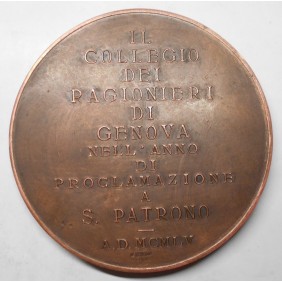 IL
COLLEGIO
DEI
RAGIONIERI
DI
GENOVA
NELL'ANNO
DI
PROCLAMAZIONE
A
S. PATRONO